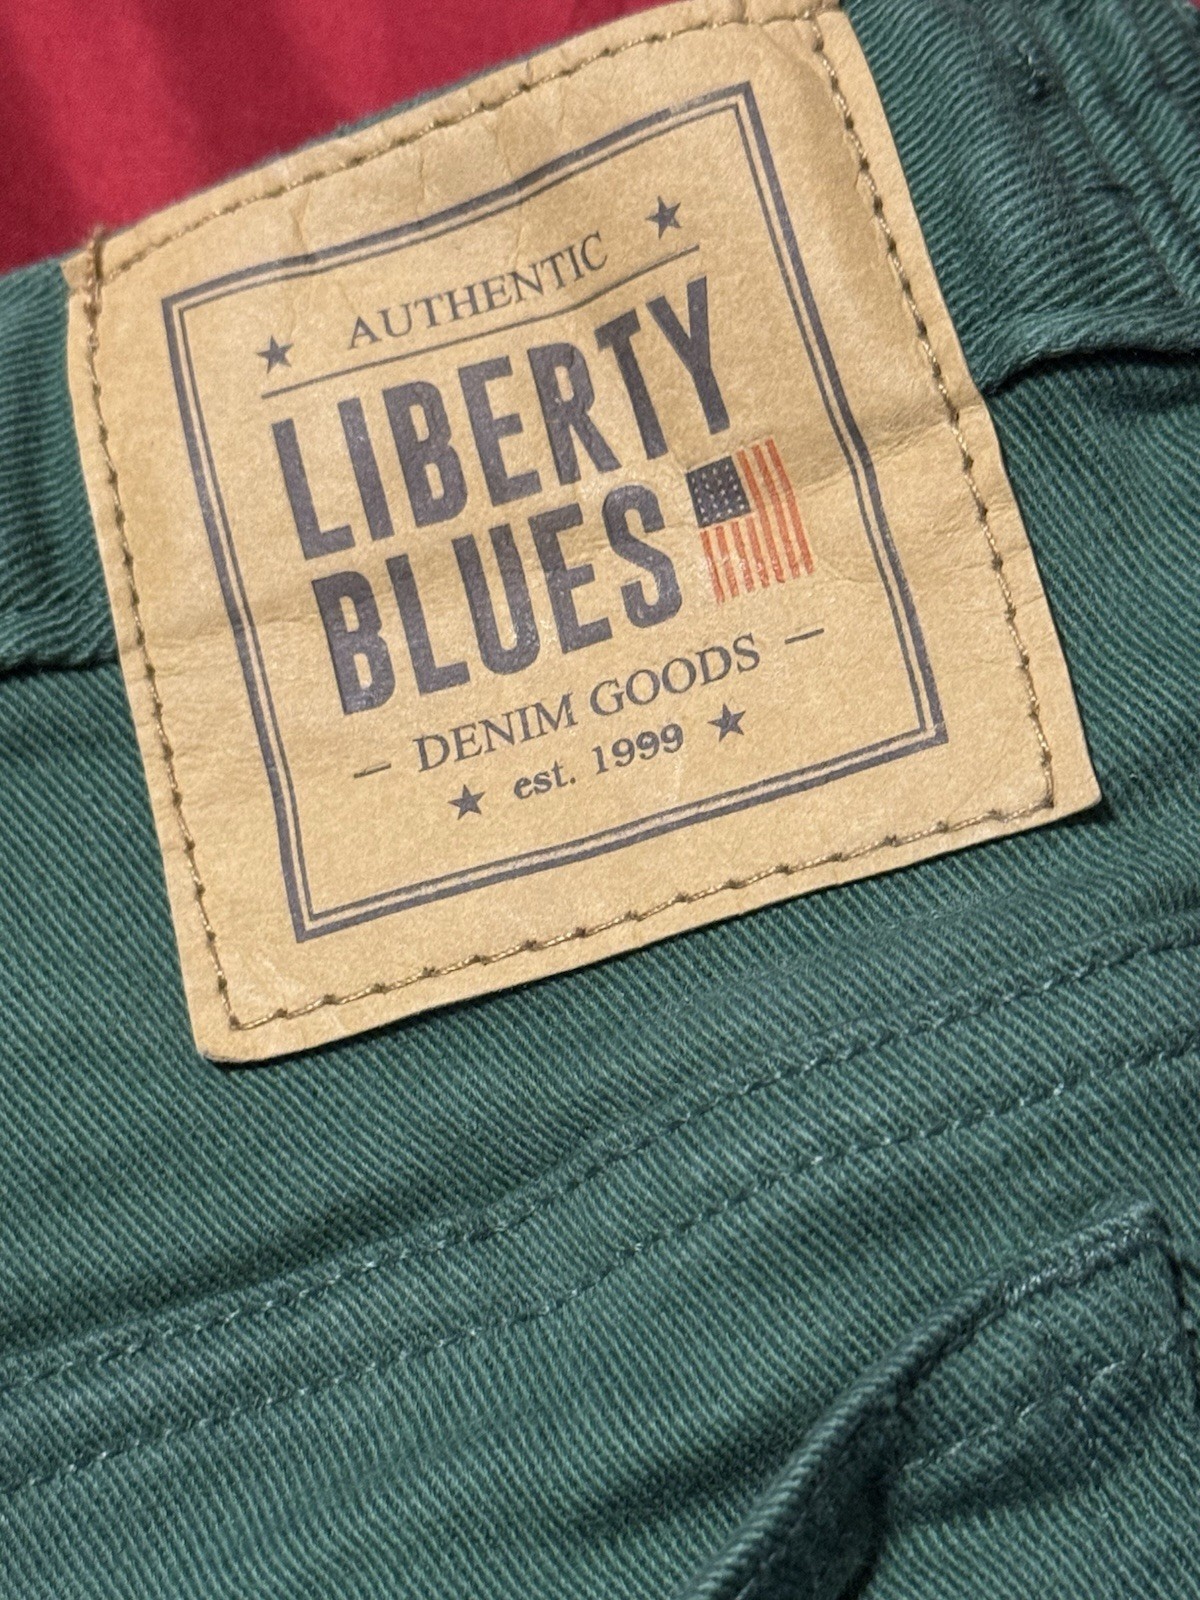 AUTHENTIC
LIBERTY
BLUES
– DENIM GOODS –
est. 1999